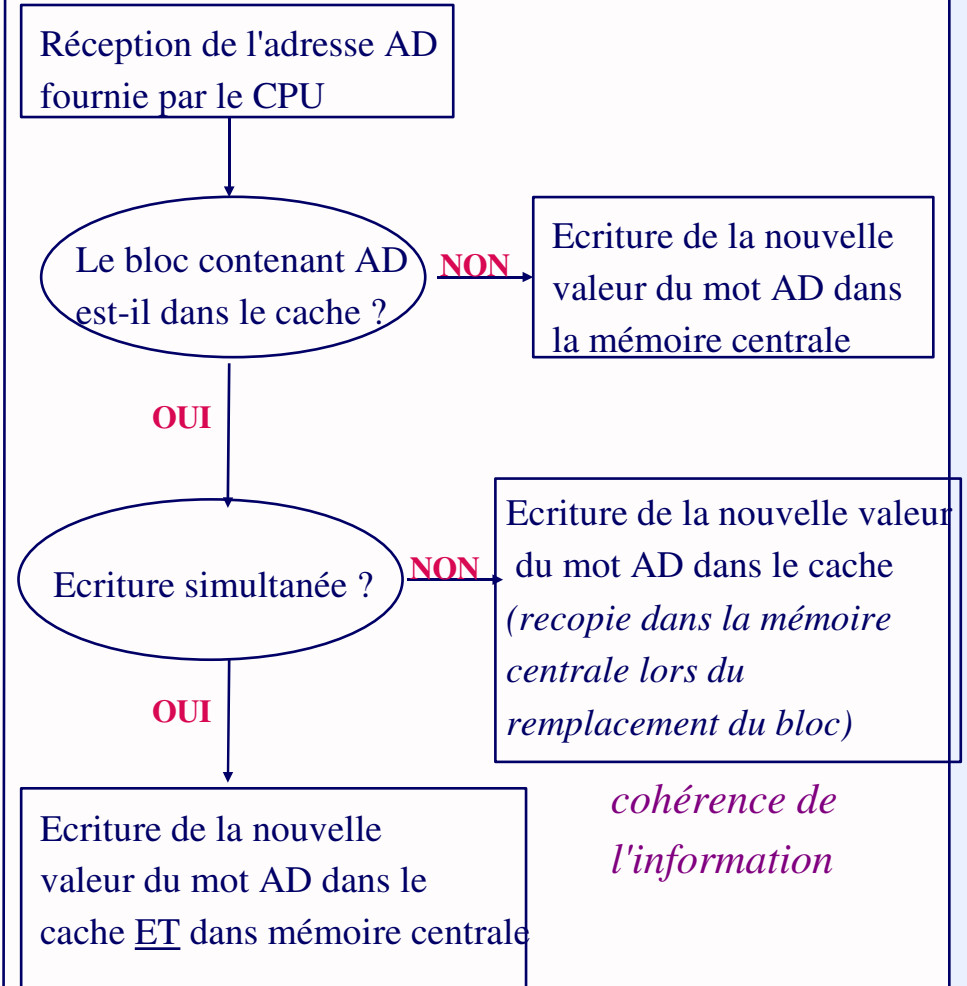 Réception de l'adresse AD
fournie par le CPU
Le bloc contenant AD
est-il dans le cache ?
NON
Ecriture de la nouvelle
valeur du mot AD dans
la mémoire centrale
OUI
Ecriture simultanée ?
NON
Ecriture de la nouvelle valeur
du mot AD dans le cache
(recopie dans la mémoire
centrale lors du
remplacement du bloc)
OUI
cohérence de
l'information
Ecriture de la nouvelle
valeur du mot AD dans le
cache ET dans mémoire centrale